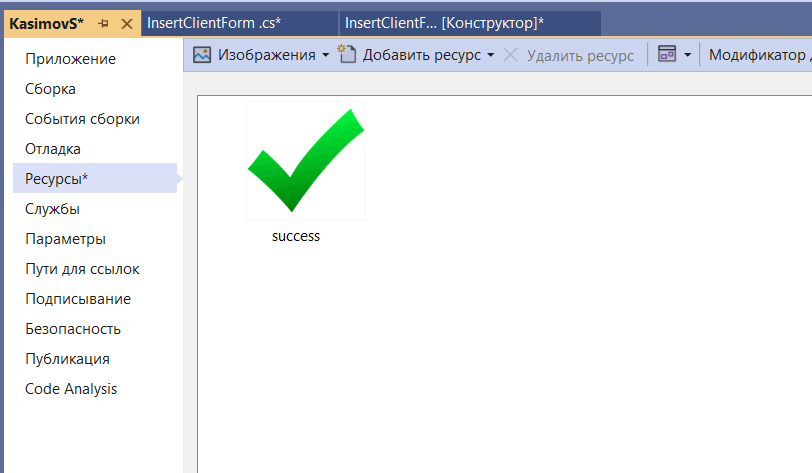 KasimovS* InsertClientForm .cs* InsertClientF... [Конструктор]*
Изображения Добавить ресурс Удалить ресурс Модификатор
Приложение
Сборка
События сборки
Отладка
Ресурсы*
Службы
Параметры
Пути для ссылок
Подписывание
Безопасность
Публикация
Code Analysis
success